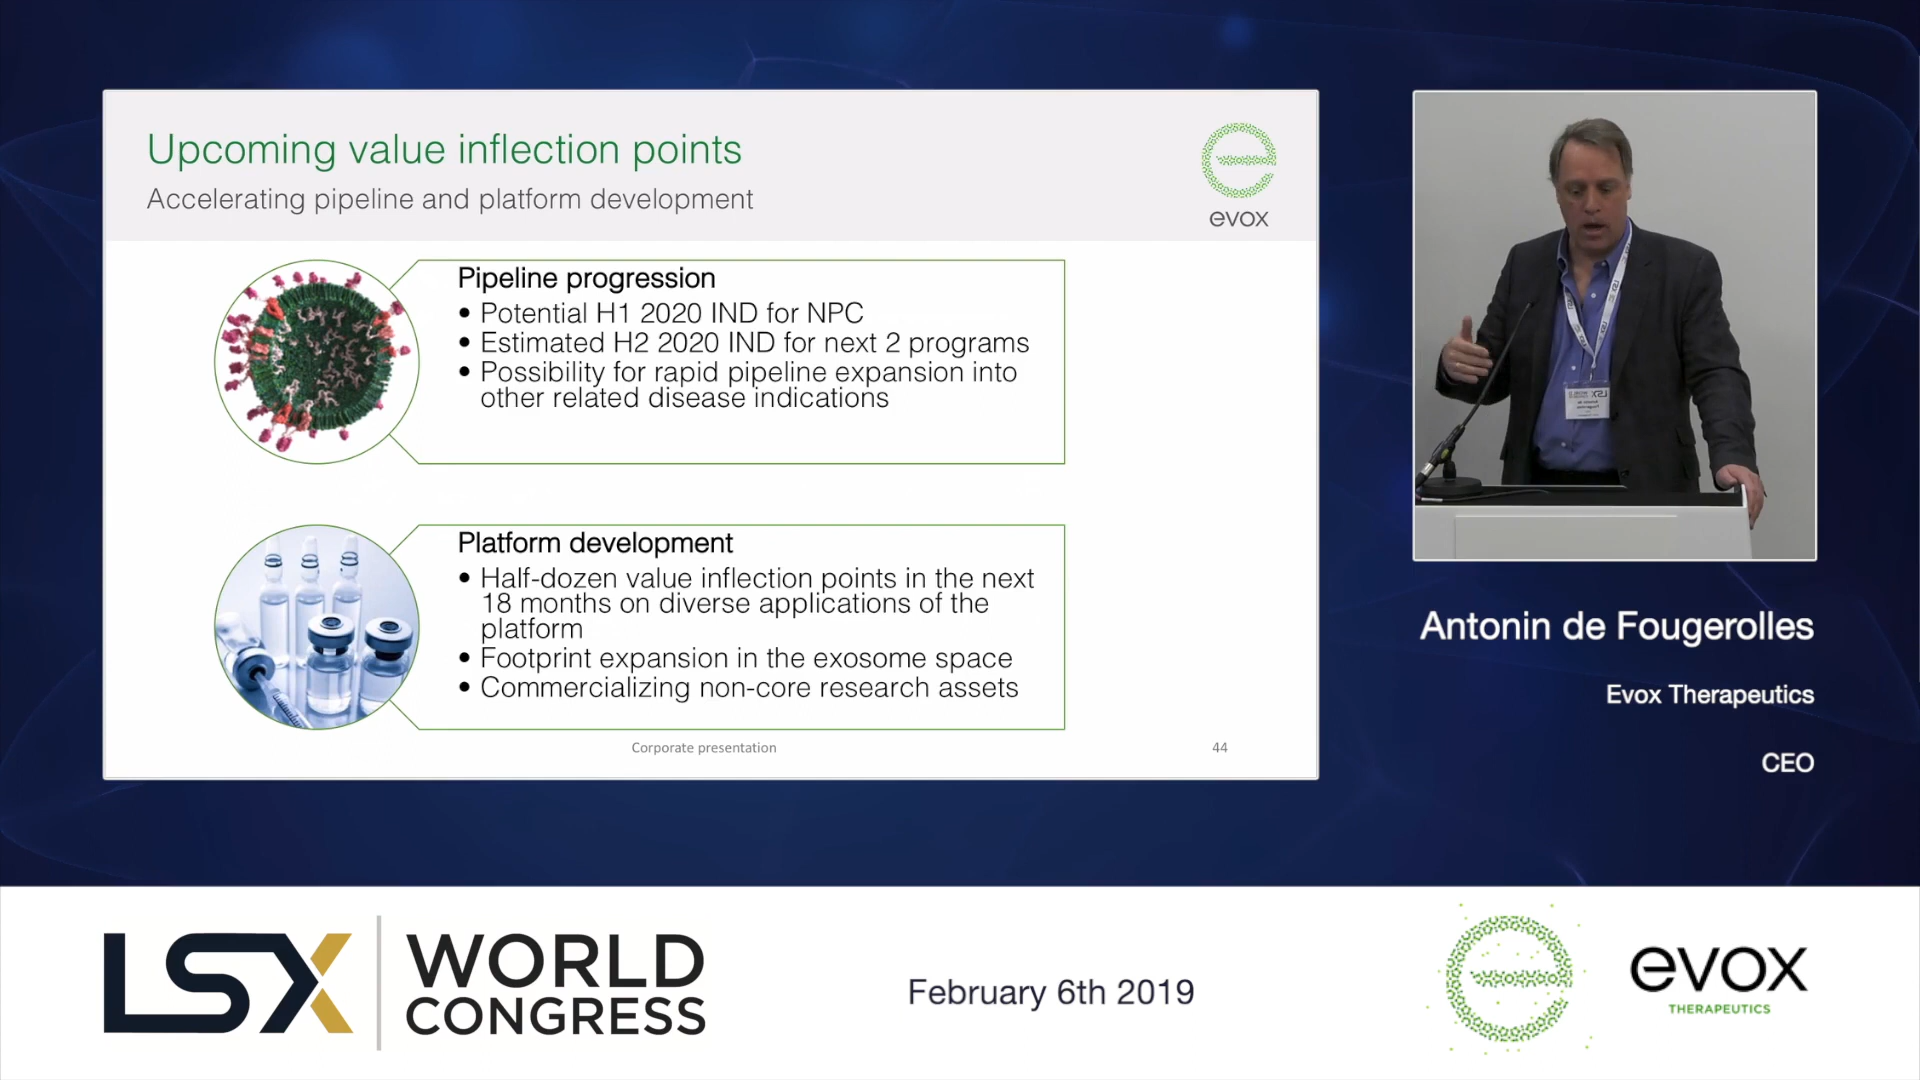 Upcoming value inflection points
Accelerating pipeline and platform development
evox
Pipeline progression
• Potential H1 2020 IND for NPC
• Estimated H2 2020 IND for next 2 programs
• Possibility for rapid pipeline expansion into
other related disease indications
Platform development
• Half-dozen value inflection points in the next
18 months on diverse applications of the
platform
• Footprint expansion in the exosome space
• Commercializing non-core research assets
Corporate presentation
44
Antonin de Fougerolles
Evox Therapeutics
CEO
LSX WORLD
CONGRESS
February 6th 2019
evox
THERAPEUTICS